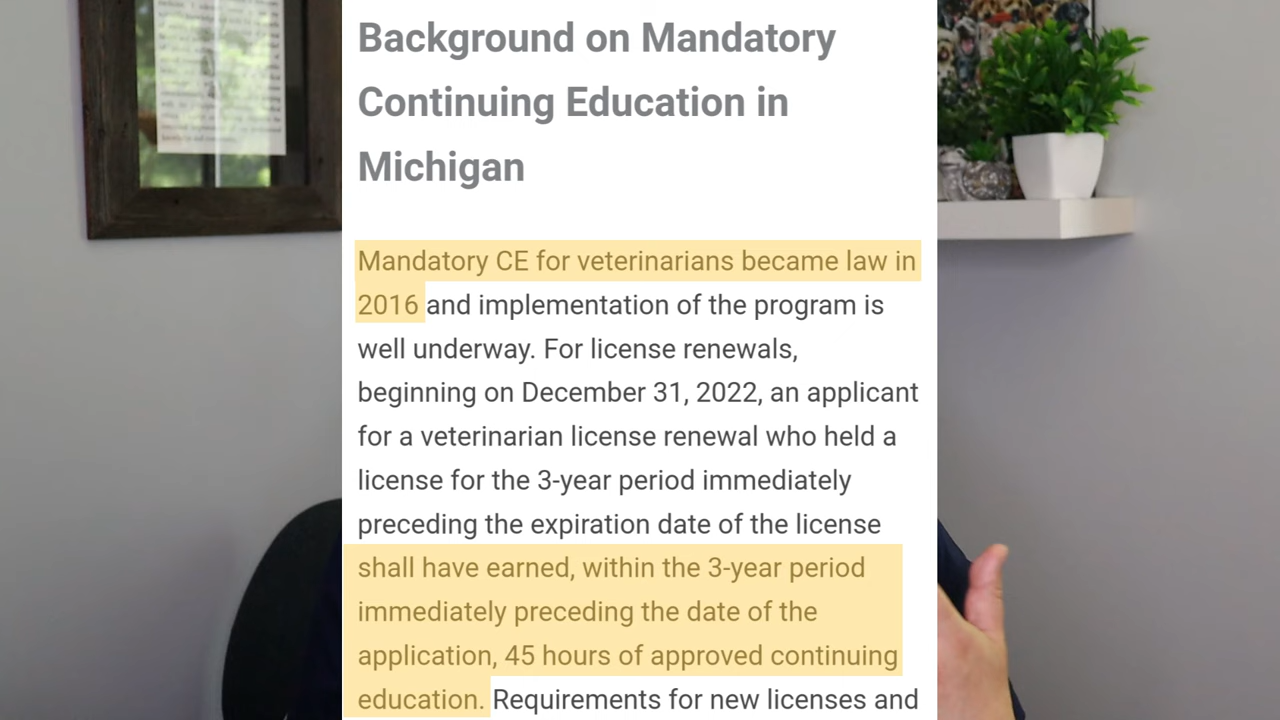 Background on Mandatory
Continuing Education in
Michigan
Mandatory CE for veterinarians became law in
2016 and implementation of the program is
well underway. For license renewals,
beginning on December 31, 2022, an applicant
for a veterinarian license renewal who held a
license for the 3-year period immediately
preceding the expiration date of the license
shall have earned, within the 3-year period
immediately preceding the date of the
application, 45 hours of approved continuing
education. Requirements for new licenses and